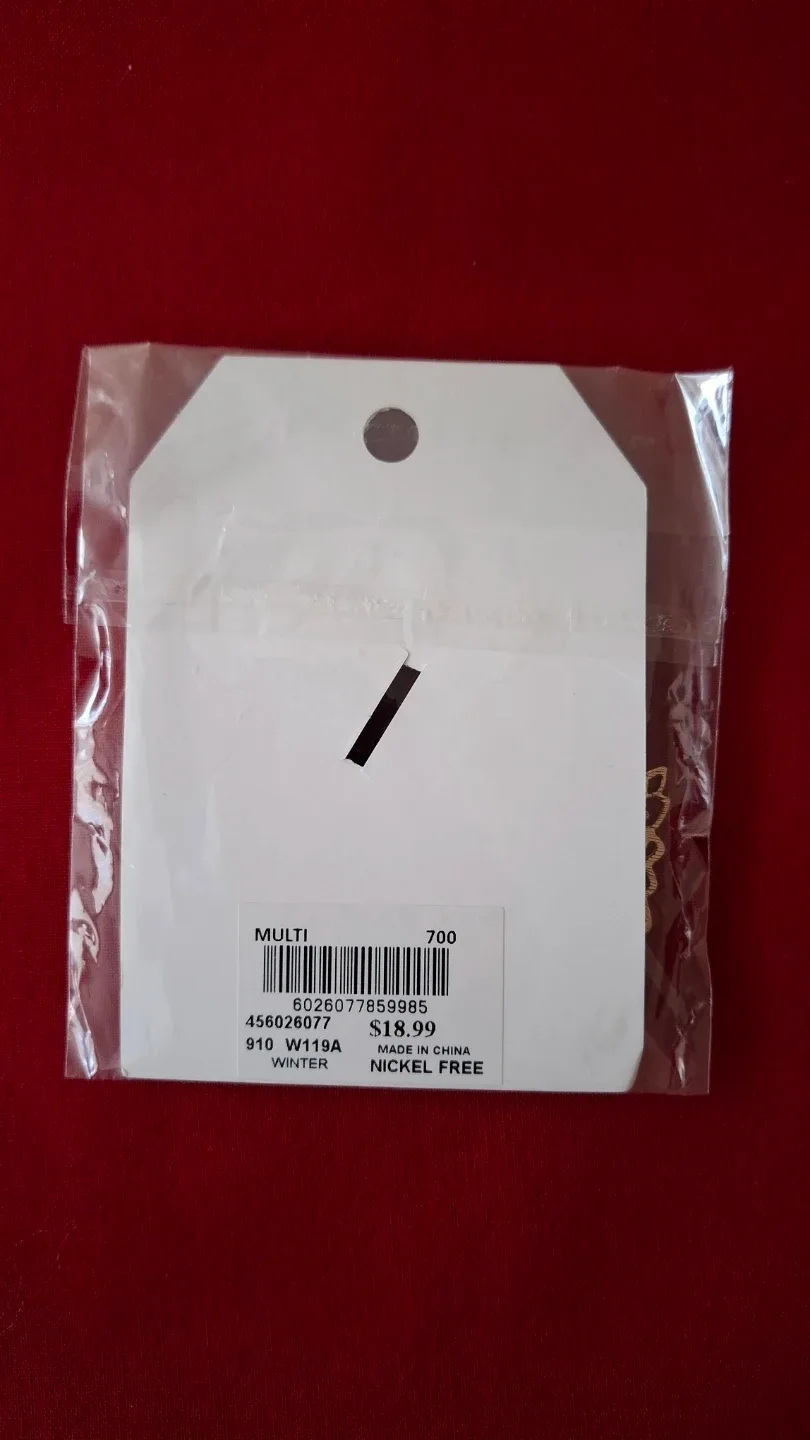 MULTI 700
6026077859985
456026077 $18.99
910 W119A MADE IN CHINA
WINTER NICKEL FREE